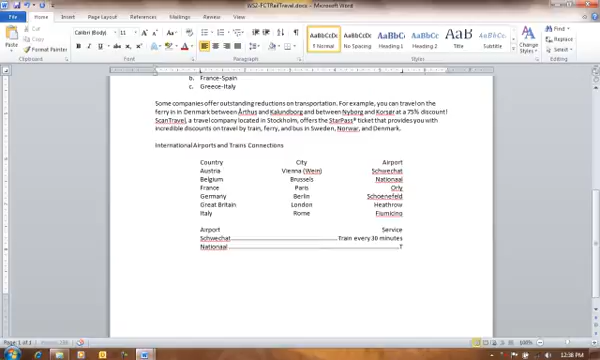 WS2-FCTRailTravel.docx - Microsoft Word
File Home Insert Page Layout References Mailings Review View
Cut
Copy
Format Painter
Paste
Clipboard
Calibri (Body) 11
Font
Paragraph
AaBbCcDc AaBbCcDc AaBbC AaBbCc AaB AaBbCc.
¶ Normal No Spacing Heading 1 Heading 2 Title Subtitle
Change Styles
Styles
Find
Replace
Select
Editing
b. France-Spain
c. Greece-Italy
Some companies offer outstanding reductions on transportation. For example, you can travel on the
ferry in in Denmark between Århus and Kalundborg and between Nyborg and Korsør at a 75% discount!
ScanTravel, a travel company located in Stockholm, offers the StarPass® ticket that provides you with
incredible discounts on travel by train, ferry, and bus in Sweden, Norwar, and Denmark.
International Airports and Trains Connections
Country City Airport
Austria Vienna (Wein) Schwechat
Belgium Brussels Nationaal
France Paris Orly
Germany Berlin Schoenefeld
Great Britain London Heathrow
Italy Rome Fiumicino
Airport Service
Schwechat Train every 30 minutes
Nationaal T
Page: 1 of 1
100%
12:36 PM